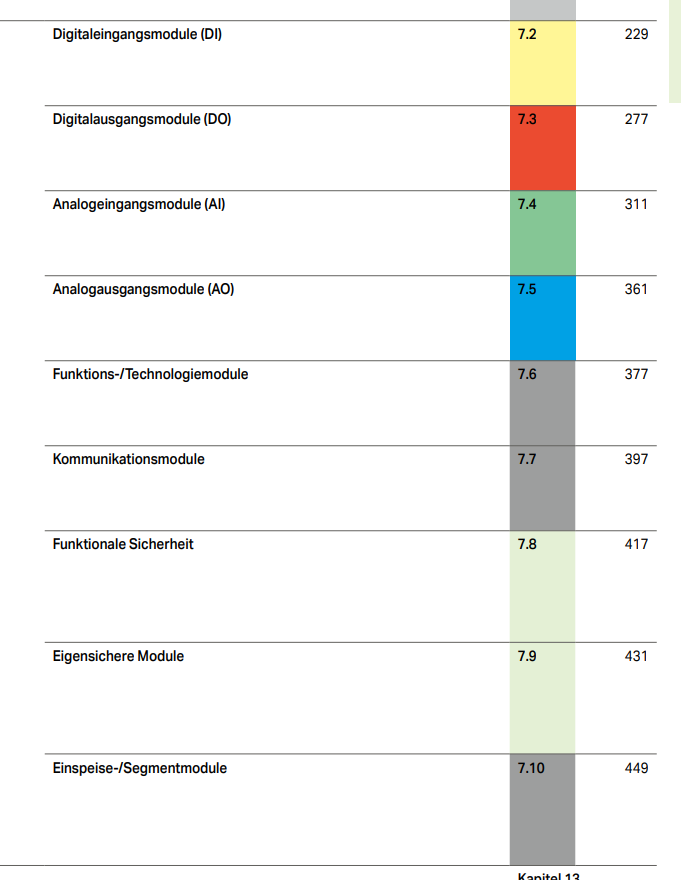 Digitaleingangsmodule (DI) 7.2 229
Digitalausgangsmodule (DO) 7.3 277
Analogeingangsmodule (AI) 7.4 311
Analogausgangsmodule (AO) 7.5 361
Funktions-/Technologiemodule 7.6 377
Kommunikationsmodule 7.7 397
Funktionale Sicherheit 7.8 417
Eigensichere Module 7.9 431
Einspeise-/Segmentmodule 7.10 449
Kapitel 13